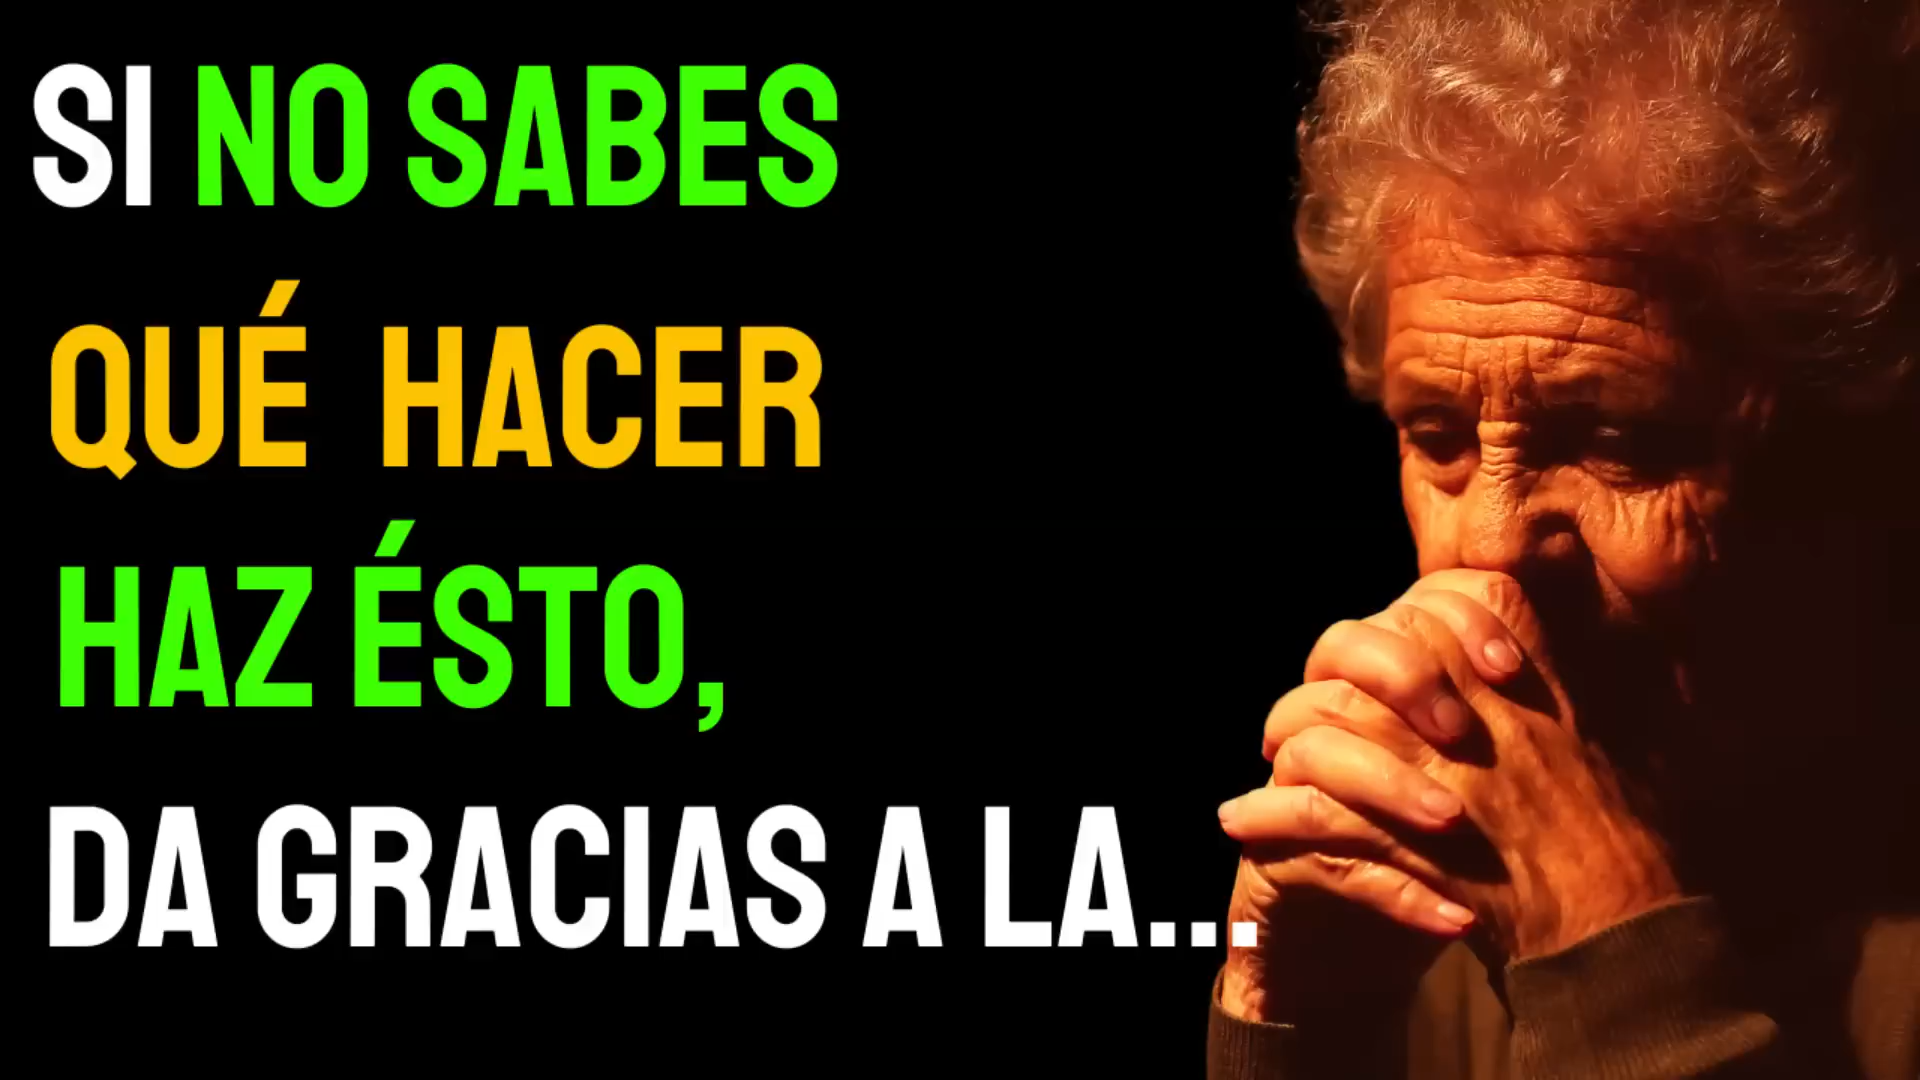 SI NO SABES
QUÉ HACER
HAZ ÉSTO,
DA GRACIAS A LA...